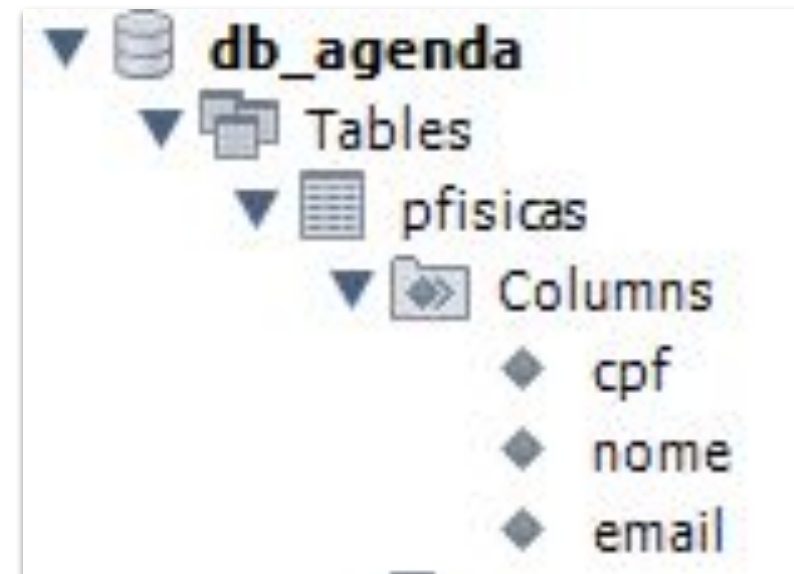 db_agenda
Tables
pfisicas
Columns
cpf
nome
email